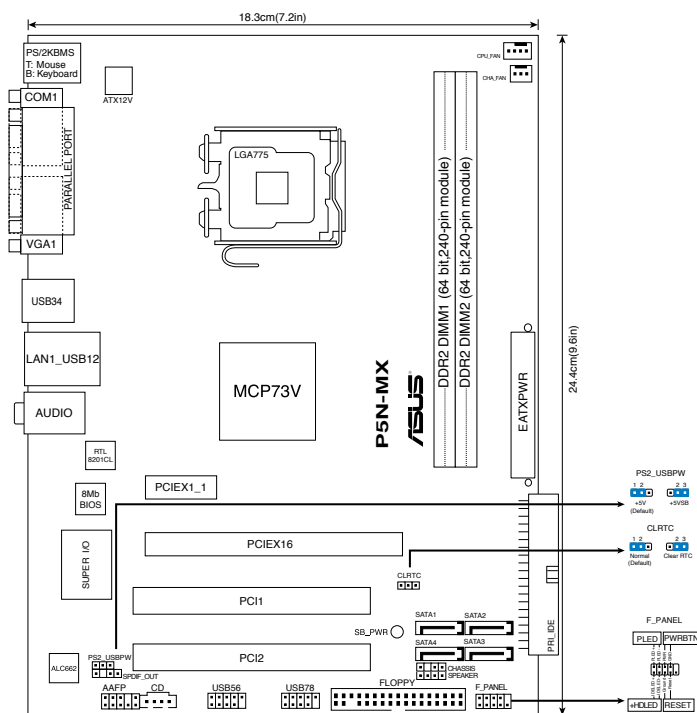 18.3cm(7.2in)
PS/2KBMS
T: Mouse
B: Keyboard
ATX12V
CPU_FAN
CHA_FAN
COM1
PARALLEL PORT
VGA1
LGA775
DDR2 DIMM1 (64 bit,240-pin module)
DDR2 DIMM2 (64 bit,240-pin module)
24.4cm(9.6in)
USB34
LAN1_USB12
AUDIO
MCP73V
P5N-MX
ASUS
EATXPWR
RTL
8201CL
8Mb
BIOS
SUPER I/O
PCIEX1_1
PCIEX16
CLRTC
PCI1
PCI2
SB_PWR
SATA1
SATA2
SATA4
SATA3
PRI_IDE
ALC662
PS2_USBPW
SPDIF_OUT
AAFP
CD
USB56
USB78
FLOPPY
CHASSIS
SPEAKER
F_PANEL
PS2_USBPW
1 2
2 3
+5V
(Default)
+5VSB
CLRTC
1 2
2 3
Normal
(Default)
Clear RTC
F_PANEL
PLED
PWRBTN
PLED +
PLED -
PWR
GND
+HDLED
RESET